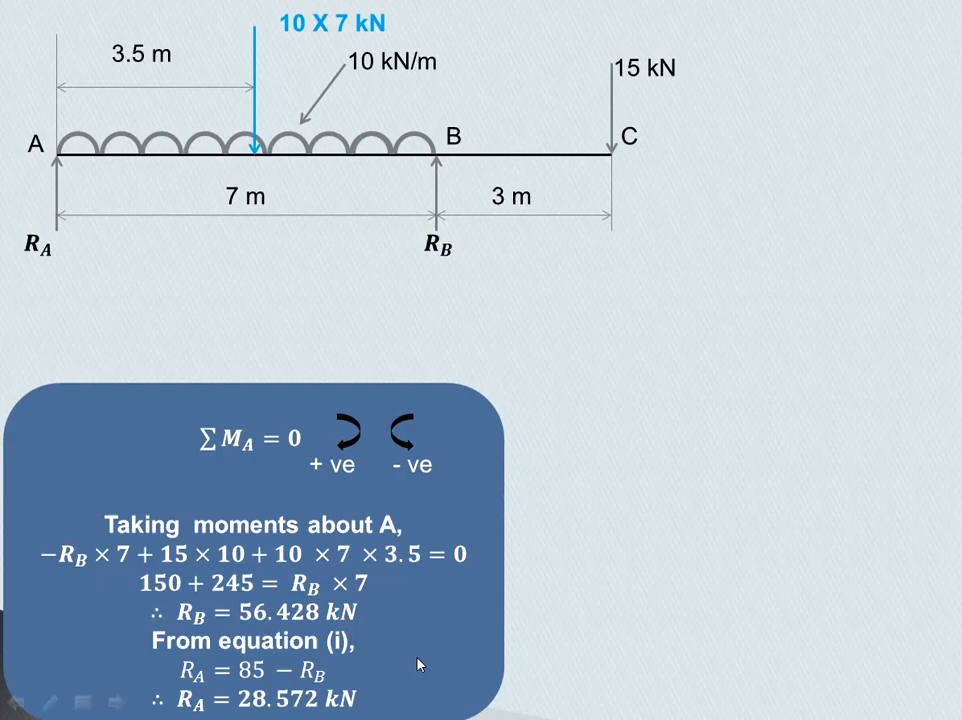 10 X 7 kN
3.5 m
10 kN/m
15 kN
A
B
C
7 m
3 m
R_A
R_B
∑ M_A = 0
+ ve - ve
Taking moments about A,
−R_B × 7 + 15 × 10 + 10 × 7 × 3.5 = 0
150 + 245 = R_B × 7
∴ R_B = 56.428 kN
From equation (i),
R_A = 85 − R_B
∴ R_A = 28.572 kN